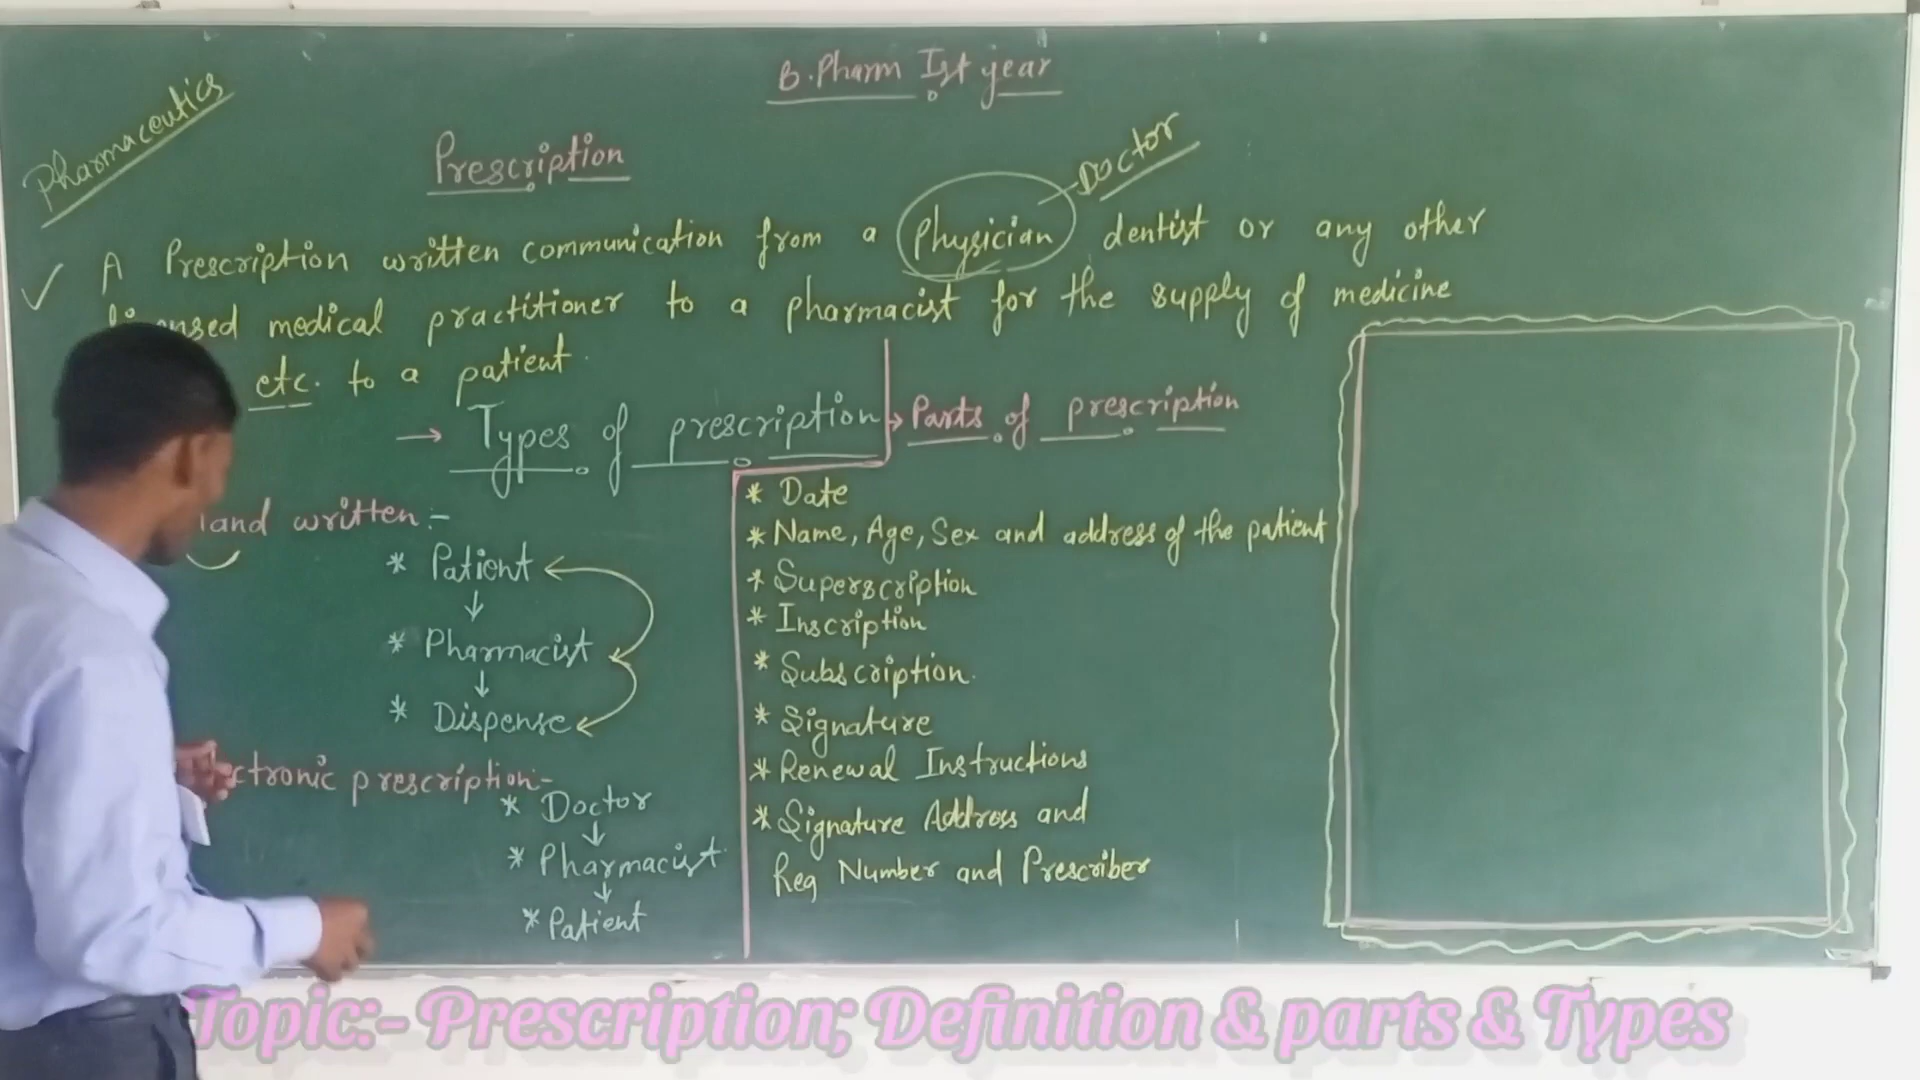 B.Pharm Ist year
Pharmaceutics
Prescription
Doctor
A Prescription written communication from a Physician dentist or any other
medical practitioner to a pharmacist for the supply of medicine
etc. to a patient
→ Types of prescription
→ Parts of prescription
written:-
* Patient
↓
* Pharmacist
↓
* Dispense
prescription:-
* Doctor
↓
* Pharmacist
↓
* Patient
* Date
* Name, Age, Sex and address of the patient
* Superscription
* Inscription
* Subscription.
* Signature
* Renewal Instructions
* Signature Address and
Reg Number and Prescriber
Topic:- Prescription; Definition & parts & Types